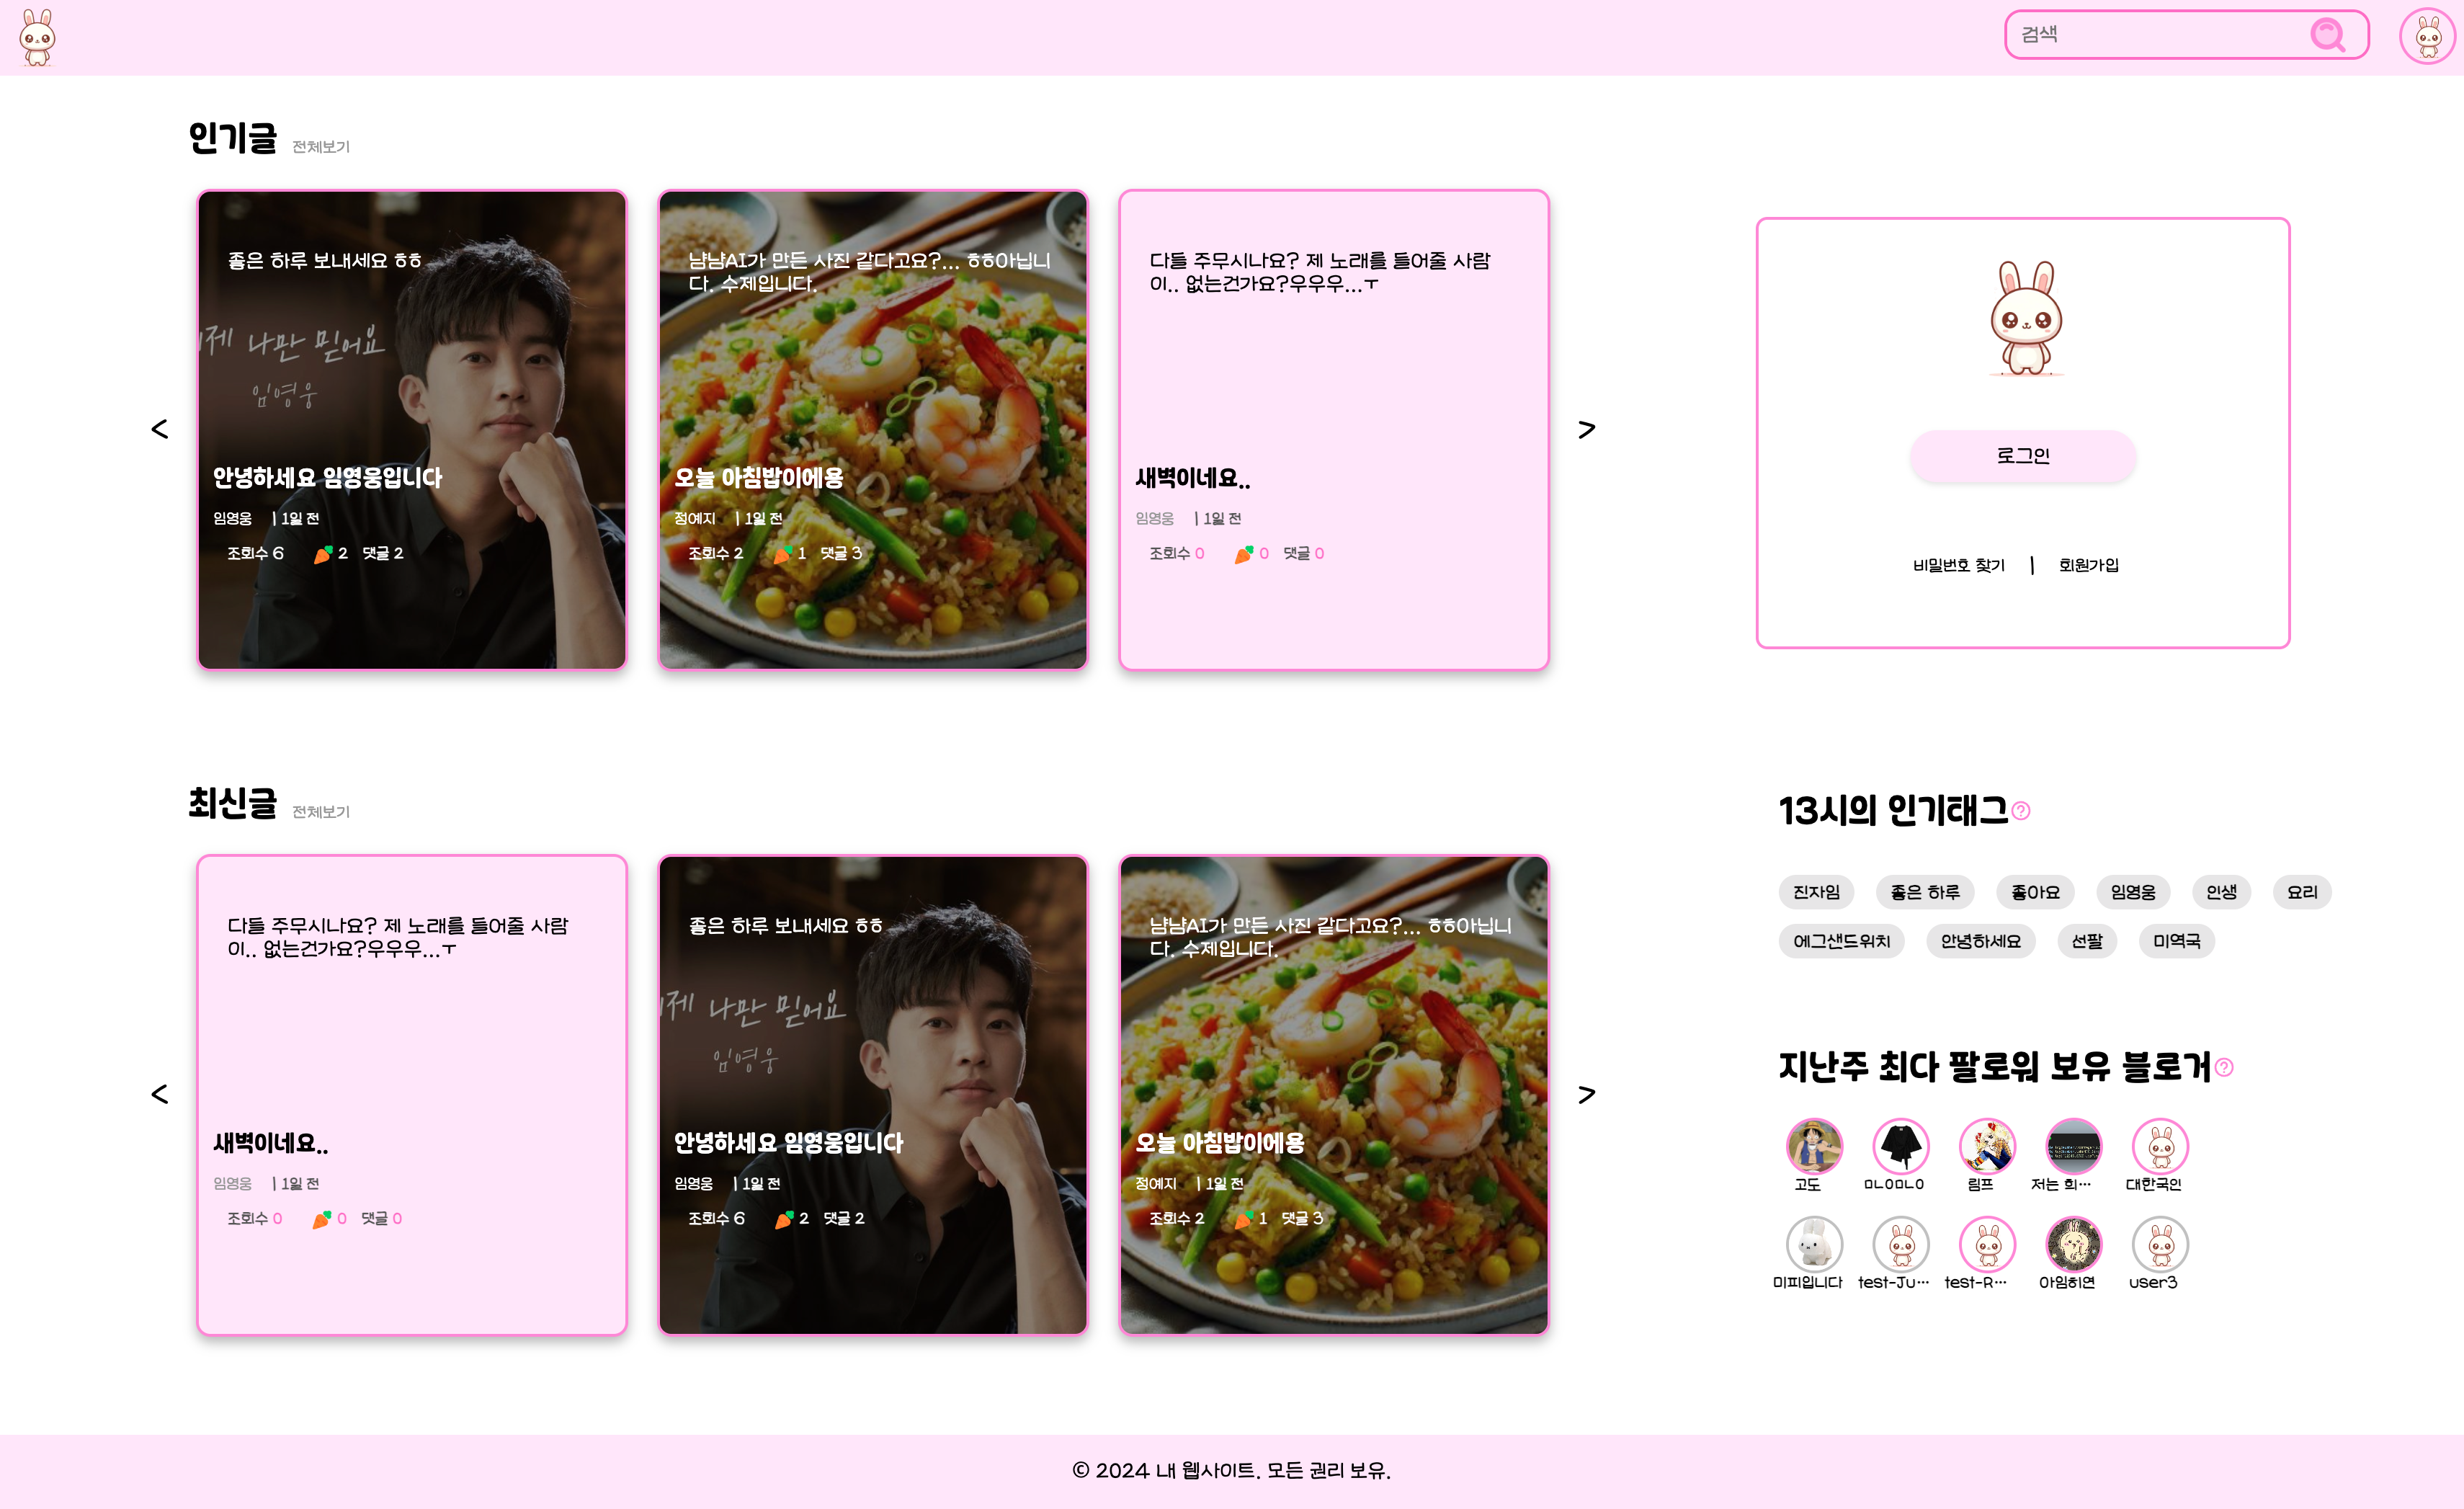 검색
인기글 전체보기
좋은 하루 보내세요 ㅎㅎ
제 나만 믿어요
임영웅
안녕하세요 임영웅입니다
임영웅 | 1일 전
조회수 6 2 댓글 2
냠냠AI가 만든 사진 같다고요?... ㅎㅎ아닙니
다. 수제입니다.
오늘 아침밥이에용
정예지 | 1일 전
조회수 2 1 댓글 3
다들 주무시나요? 제 노래를 들어줄 사람
이.. 없는건가요?우우우...ㅜ
새벽이네요..
임영웅 | 1일 전
조회수 0 0 댓글 0
<
>
로그인
비밀번호 찾기 | 회원가입
최신글 전체보기
다들 주무시나요? 제 노래를 들어줄 사람
이.. 없는건가요?우우우...ㅜ
새벽이네요..
임영웅 | 1일 전
조회수 0 0 댓글 0
좋은 하루 보내세요 ㅎㅎ
제 나만 믿어요
임영웅
안녕하세요 임영웅입니다
임영웅 | 1일 전
조회수 6 2 댓글 2
냠냠AI가 만든 사진 같다고요?... ㅎㅎ아닙니
다. 수제입니다.
오늘 아침밥이에용
정예지 | 1일 전
조회수 2 1 댓글 3
<
>
13시의 인기태그?
진자임 좋은 하루 좋아요 임영웅 인생 요리
에그샌드위치 안녕하세요 선팔 미역국
지난주 최다 팔로워 보유 블로거?
고도 ㅁㄴㅇㅁㄴㅇ 림프 저는 희... 대한국인
미피입니다 test-Ju... test-R... 아임히연 user3
© 2024 내 웹사이트. 모든 권리 보유.